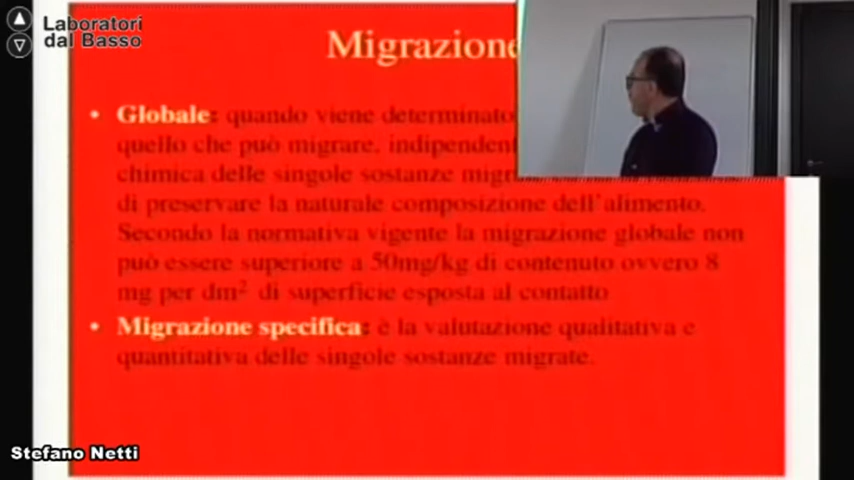 Laboratori
dal Basso
Migrazione
• Globale: quando viene determinato
quello che può migrare, indipendent
chimica delle singole sostanze migr
di preservare la naturale composizione dell'alimento.
Secondo la normativa vigente la migrazione globale non
può essere superiore a 50mg/kg di contenuto ovvero 8
mg per dm² di superficie esposta al contatto
• Migrazione specifica: è la valutazione qualitativa e
quantitativa delle singole sostanze migrate.
Stefano Netti